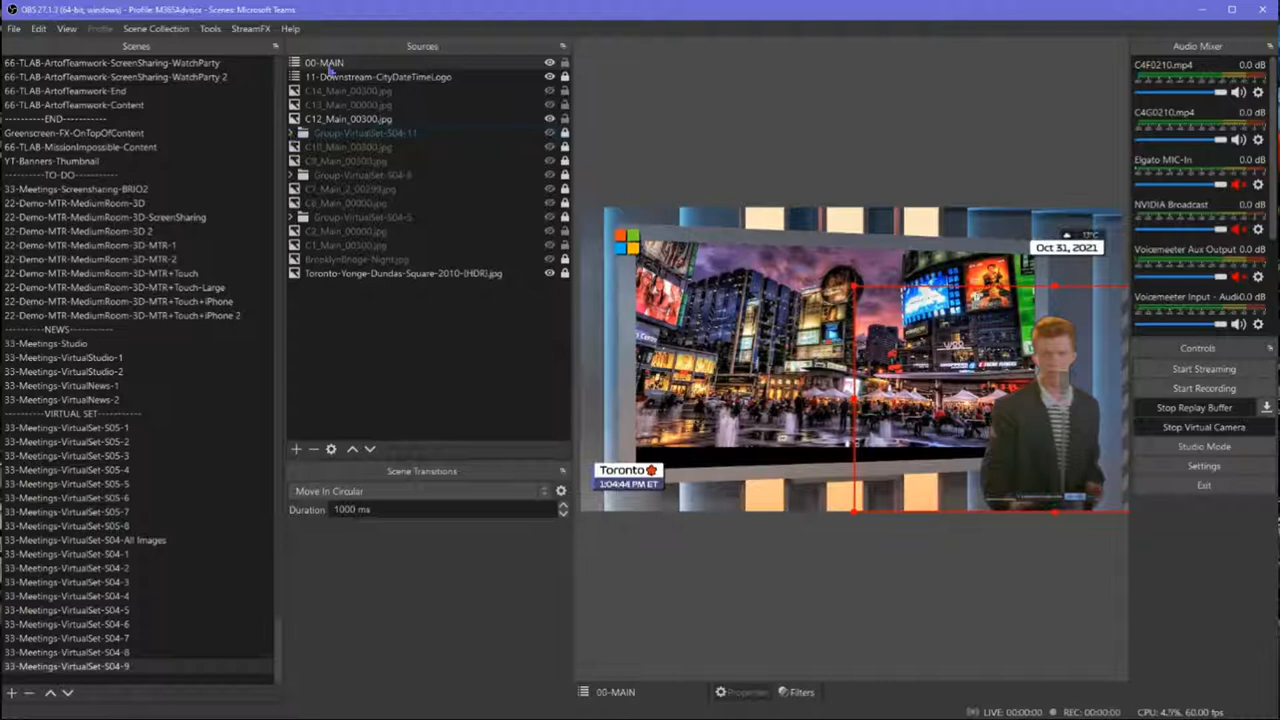 OBS 27.1.3 (64-bit, windows) - Profile: M365Advisor - Scenes: Microsoft Teams
File Edit View Profile Scene Collection Tools StreamFX Help
Scenes
66-TLAB-ArtofTeamwork-ScreenSharing-WatchParty
66-TLAB-ArtofTeamwork-ScreenSharing-WatchParty 2
66-TLAB-ArtofTeamwork-End
66-TLAB-ArtofTeamwork-Content
----------END----------
Greenscreen-FX-OnTopOfContent
66-TLAB-MissionImpossible-Content
YT-Banners-Thumbnail
----------TO-DO----------
33-Meetings-Screensharing-BRIO2
22-Demo-MTR-MediumRoom-3D
22-Demo-MTR-MediumRoom-3D-ScreenSharing
22-Demo-MTR-MediumRoom-3D 2
22-Demo-MTR-MediumRoom-3D-MTR-1
22-Demo-MTR-MediumRoom-3D-MTR-2
22-Demo-MTR-MediumRoom-3D-MTR+Touch
22-Demo-MTR-MediumRoom-3D-MTR+Touch-Large
22-Demo-MTR-MediumRoom-3D-MTR+Touch+iPhone
22-Demo-MTR-MediumRoom-3D-MTR+Touch+iPhone 2
----------NEWS----------
33-Meetings-Studio
33-Meetings-VirtualStudio-1
33-Meetings-VirtualStudio-2
33-Meetings-VirtualNews-1
33-Meetings-VirtualNews-2
----------VIRTUAL SET----------
33-Meetings-VirtualSet-S05-1
33-Meetings-VirtualSet-S05-2
33-Meetings-VirtualSet-S05-3
33-Meetings-VirtualSet-S05-4
33-Meetings-VirtualSet-S05-5
33-Meetings-VirtualSet-S05-6
33-Meetings-VirtualSet-S05-7
33-Meetings-VirtualSet-S05-8
33-Meetings-VirtualSet-S04-All Images
33-Meetings-VirtualSet-S04-1
33-Meetings-VirtualSet-S04-2
33-Meetings-VirtualSet-S04-3
33-Meetings-VirtualSet-S04-4
33-Meetings-VirtualSet-S04-5
33-Meetings-VirtualSet-S04-6
33-Meetings-VirtualSet-S04-7
33-Meetings-VirtualSet-S04-8
33-Meetings-VirtualSet-S04-9
Sources
00-MAIN
11-Downstream-CityDateTimeLogo
C14_Main_00300.jpg
C13_Main_00000.jpg
C12_Main_00300.jpg
Group-VirtualSet-S04-11
C10_Main_00300.jpg
C9_Main_00300.jpg
Group-VirtualSet-S04-8
C7_Main_2_00299.jpg
C6_Main_00000.jpg
Group-VirtualSet-S04-5
C2_Main_00000.jpg
C1_Main_00300.jpg
BrooklynBridge-Night.jpg
Toronto-Yonge-Dundas-Square-2010-(HDR).jpg
Scene Transitions
Move In Circular
Duration 1000 ms
13°C
Oct 31, 2021
Toronto
1:04:44 PM ET
00-MAIN Properties Filters
Audio Mixer
C4F0210.mp4 0.0 dB
C4G0210.mp4 0.0 dB
Elgato MIC-In 0.0 dB
NVIDIA Broadcast 0.0 dB
Voicemeeter Aux Output 0.0 dB
Voicemeeter Input - Audi 0.0 dB
Controls
Start Streaming
Start Recording
Stop Replay Buffer
Stop Virtual Camera
Studio Mode
Settings
Exit
LIVE: 00:00:00 REC: 00:00:00 CPU: 4.5%, 60.00 fps